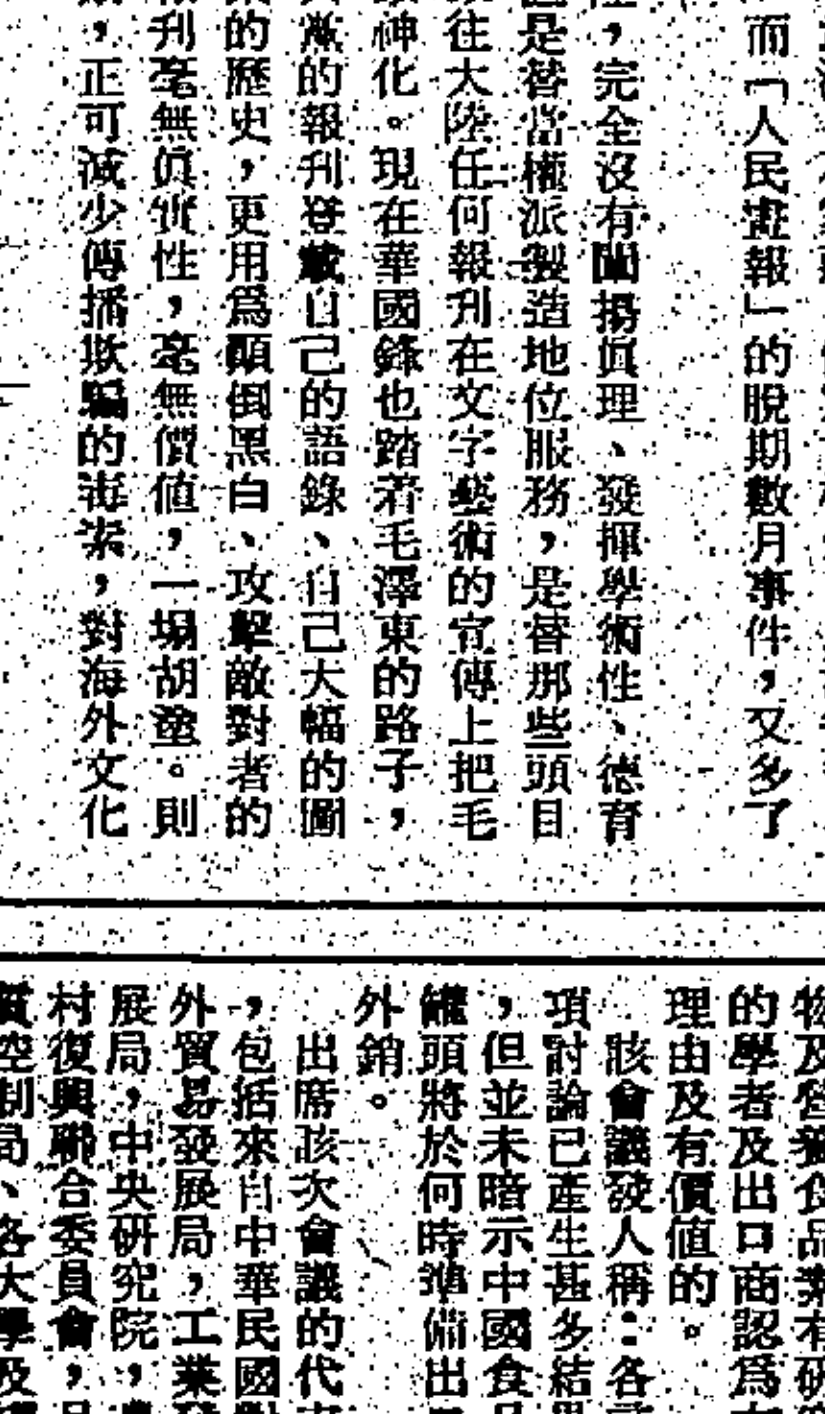 而「人民畫報」的脫期數月事件，又多了
，完全沒有闡揚眞理、發揮學術性、德育
是替當權派製造地位服務，是替那些頭目
往大陸任何報刊在文字藝術的宣傳上把毛
神化。現在華國鋒也踏着毛澤東的路子，
黨的報刊登載自己的語錄、自己大幅的圖
的歷史，更用爲顚倒黑白、攻擊敵對者的
刊毫無眞實性，毫無價值，一塲胡塗。則
，正可減少傳播欺騙的毒素，對海外文化
物及營養食品業有研
的學者及出口商認爲
理由及有價值的。
該會議發人稱：各
項討論已產生甚多結果
，但並未暗示中國食品
罐頭將於何時準備出
外銷。
出席該次會議的代表
，包括來自中華民國對
外貿易發展局，工業發
展局，中央研究院，農
村復興聯合委員會，品
質控制局、各大學及